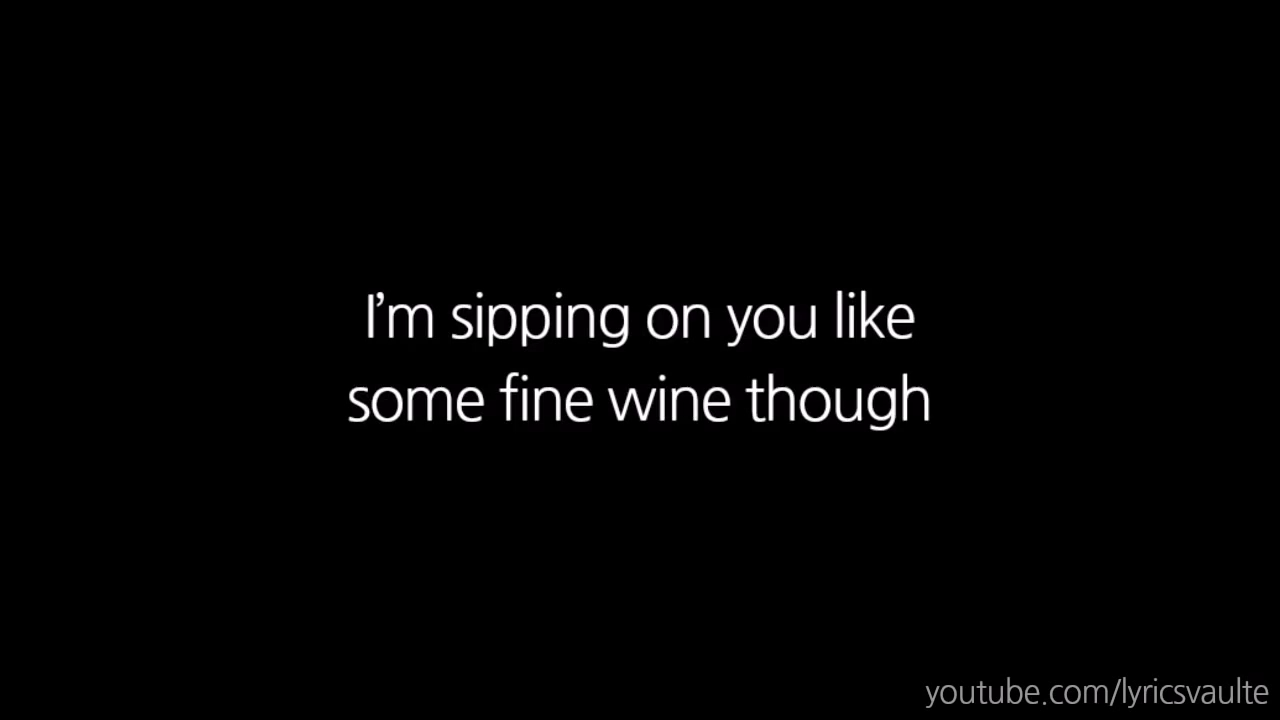 I’m sipping on you like
some fine wine though
youtube.com/lyricsvaulte